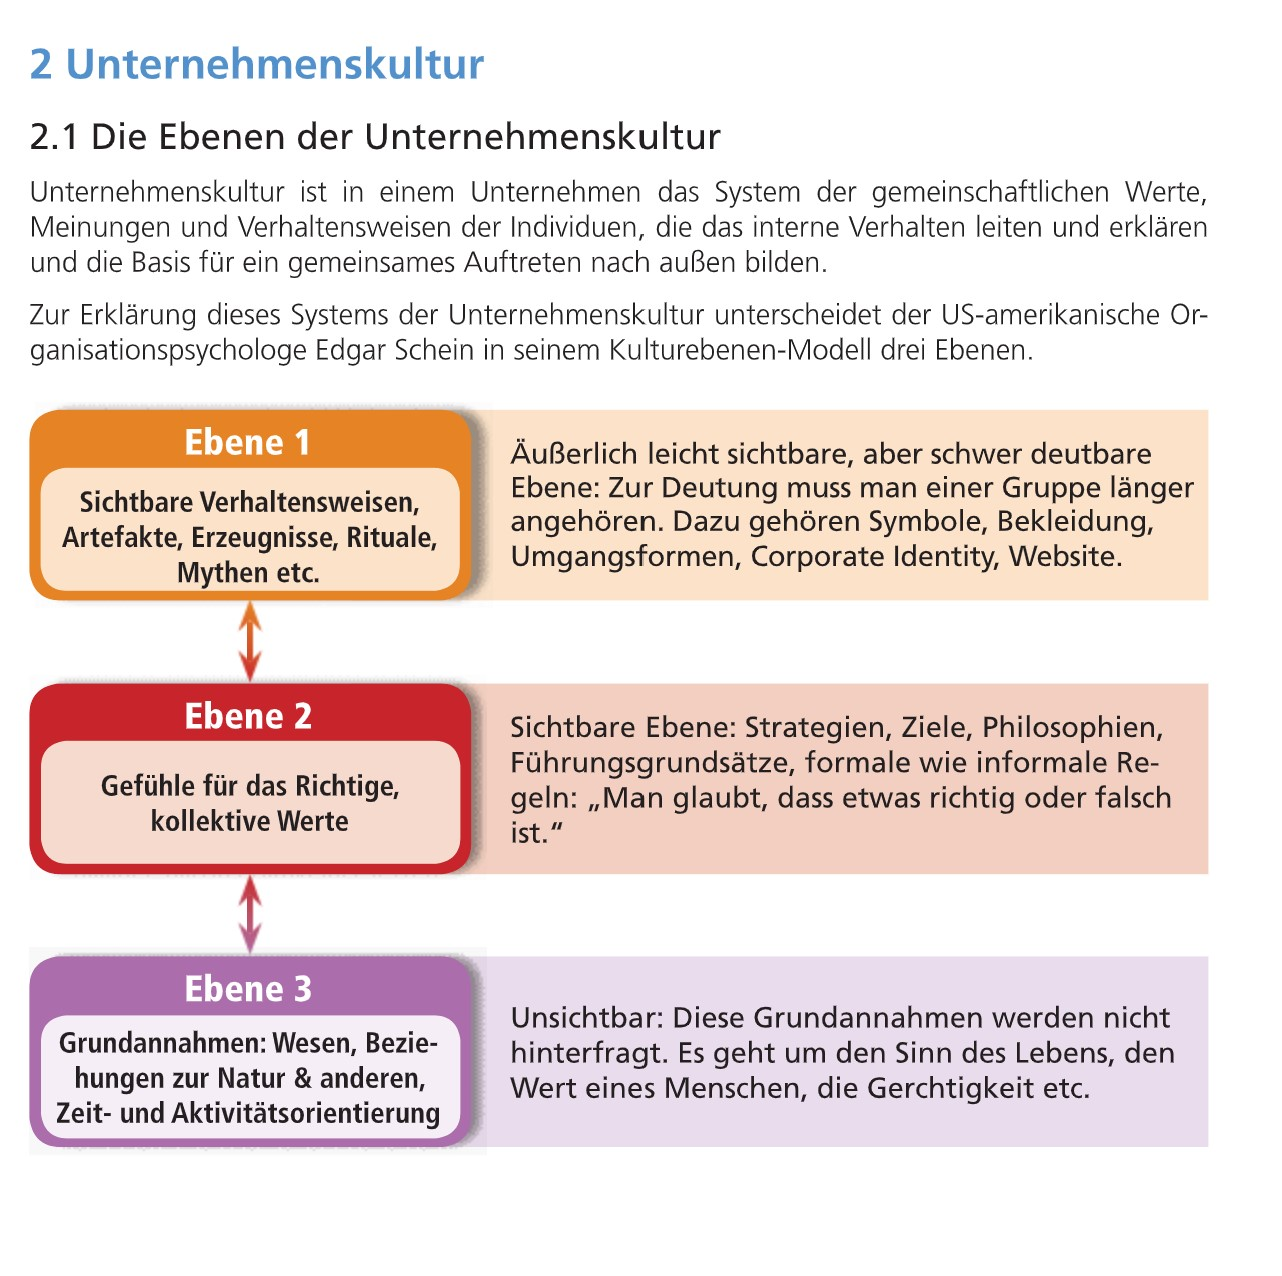 2 Unternehmenskultur
2.1 Die Ebenen der Unternehmenskultur
Unternehmenskultur ist in einem Unternehmen das System der gemeinschaftlichen Werte,
Meinungen und Verhaltensweisen der Individuen, die das interne Verhalten leiten und erklären
und die Basis für ein gemeinsames Auftreten nach außen bilden.
Zur Erklärung dieses Systems der Unternehmenskultur unterscheidet der US-amerikanische Or-
ganisationspsychologe Edgar Schein in seinem Kulturebenen-Modell drei Ebenen.
Ebene 1
Sichtbare Verhaltensweisen,
Artefakte, Erzeugnisse, Rituale,
Mythen etc.
Äußerlich leicht sichtbare, aber schwer deutbare
Ebene: Zur Deutung muss man einer Gruppe länger
angehören. Dazu gehören Symbole, Bekleidung,
Umgangsformen, Corporate Identity, Website.
Ebene 2
Gefühle für das Richtige,
kollektive Werte
Sichtbare Ebene: Strategien, Ziele, Philosophien,
Führungsgrundsätze, formale wie informale Re-
geln: „Man glaubt, dass etwas richtig oder falsch
ist.“
Ebene 3
Grundannahmen: Wesen, Bezie-
hungen zur Natur & anderen,
Zeit- und Aktivitätsorientierung
Unsichtbar: Diese Grundannahmen werden nicht
hinterfragt. Es geht um den Sinn des Lebens, den
Wert eines Menschen, die Gerchtigkeit etc.